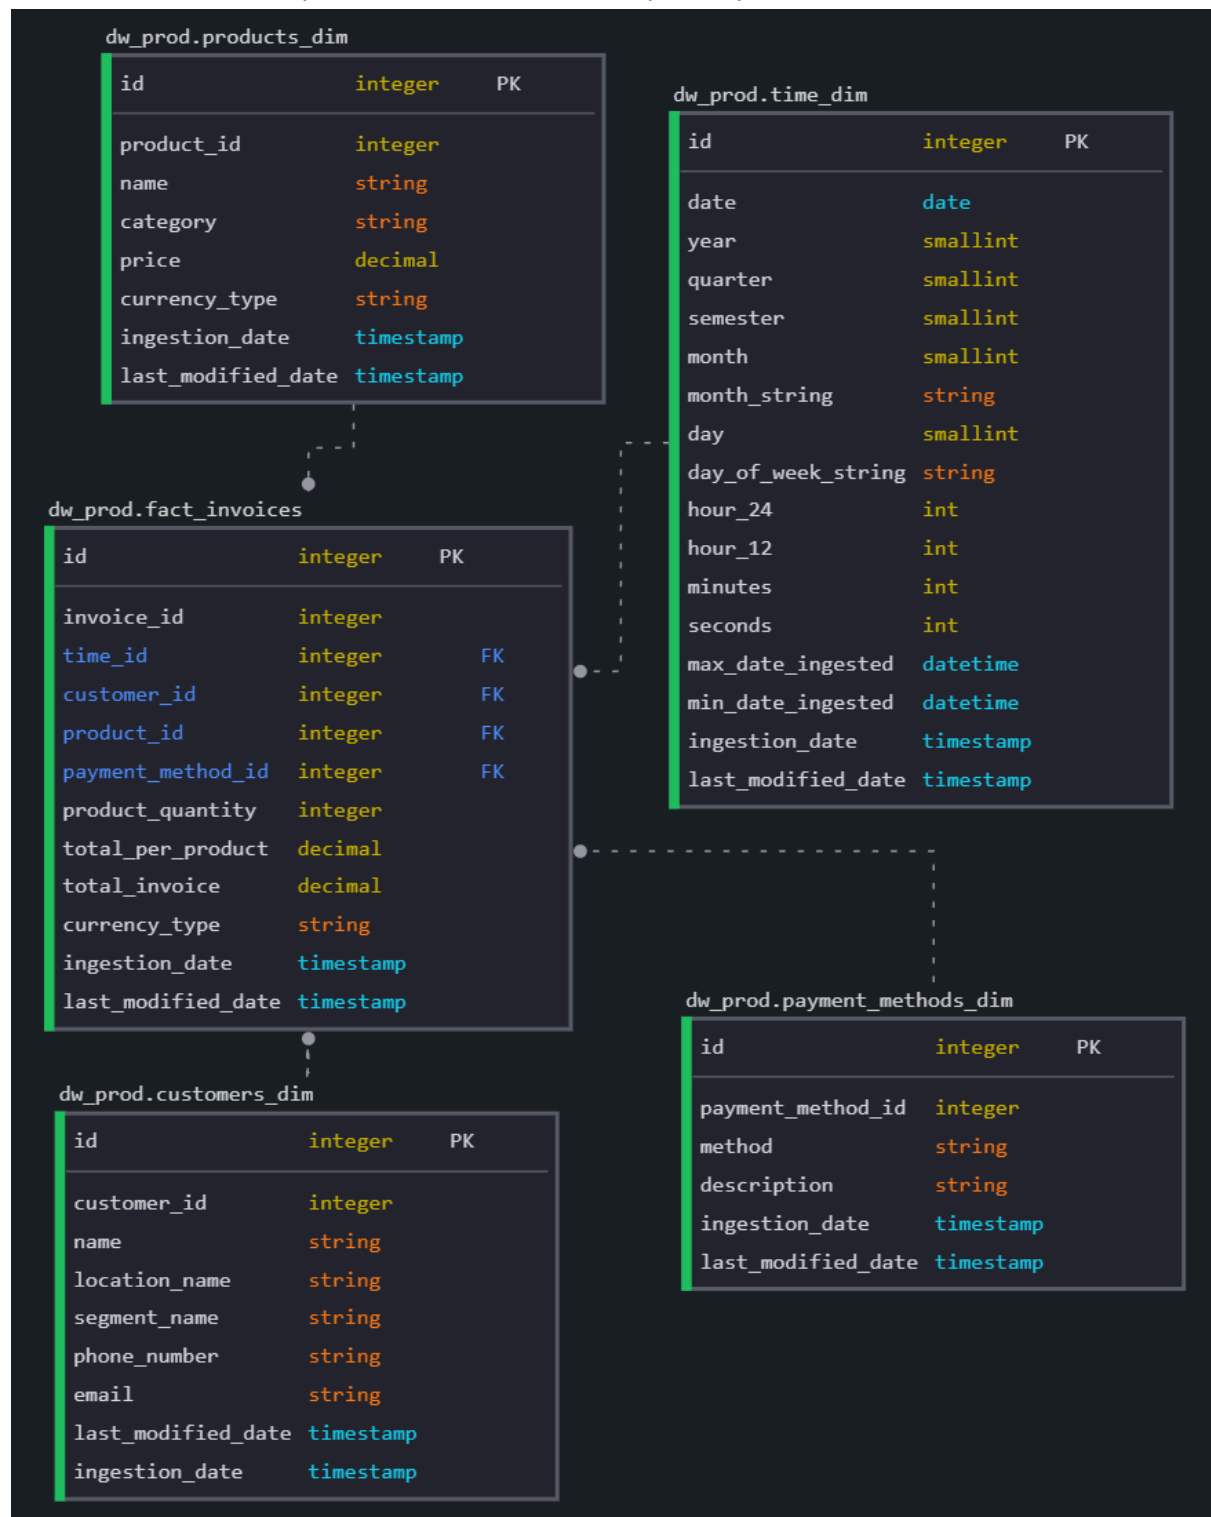 dw_prod.products_dim
id integer PK
product_id integer
name string
category string
price decimal
currency_type string
ingestion_date timestamp
last_modified_date timestamp
dw_prod.time_dim
id integer PK
date date
year smallint
quarter smallint
semester smallint
month smallint
month_string string
day smallint
day_of_week_string string
hour_24 int
hour_12 int
minutes int
seconds int
max_date_ingested datetime
min_date_ingested datetime
ingestion_date timestamp
last_modified_date timestamp
dw_prod.fact_invoices
id integer PK
invoice_id integer
time_id integer FK
customer_id integer FK
product_id integer FK
payment_method_id integer FK
product_quantity integer
total_per_product decimal
total_invoice decimal
currency_type string
ingestion_date timestamp
last_modified_date timestamp
dw_prod.payment_methods_dim
id integer PK
payment_method_id integer
method string
description string
ingestion_date timestamp
last_modified_date timestamp
dw_prod.customers_dim
id integer PK
customer_id integer
name string
location_name string
segment_name string
phone_number string
email string
last_modified_date timestamp
ingestion_date timestamp